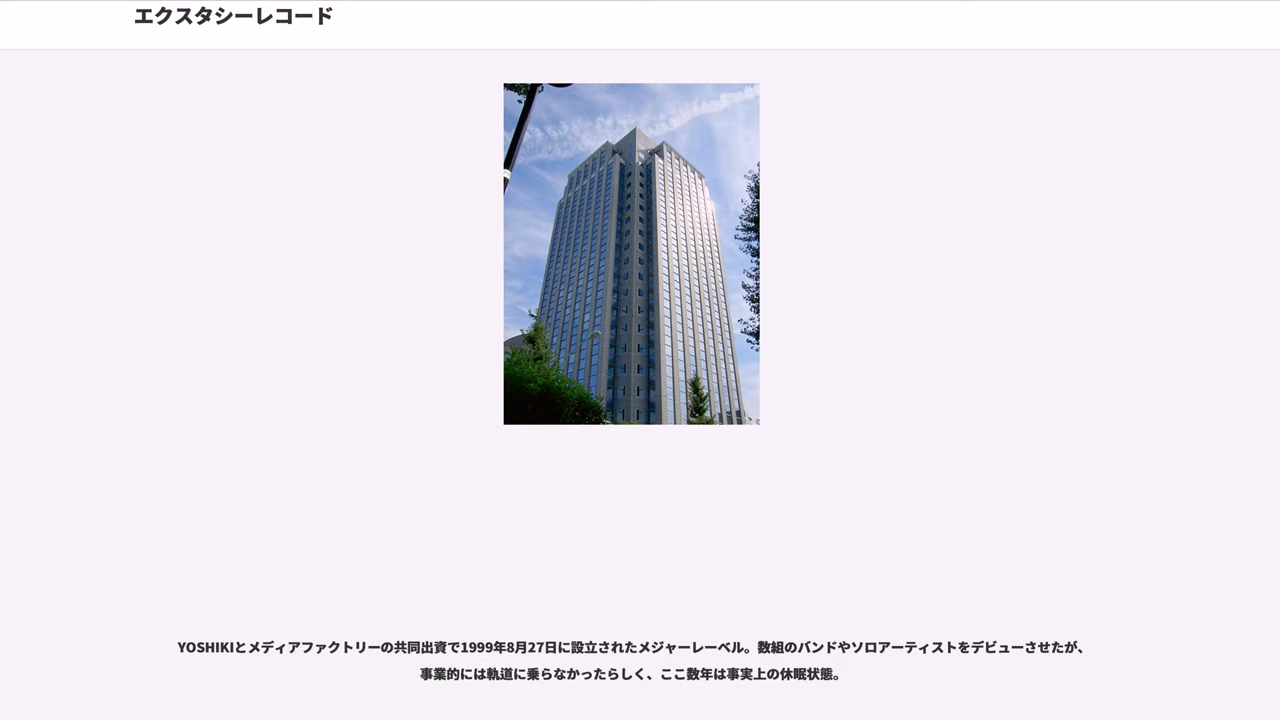 エクスタシーレコード
YOSHIKIとメディアファクトリーの共同出資で1999年8月27日に設立されたメジャーレーベル。数組のバンドやソロアーティストをデビューさせたが、
事業的には軌道に乗らなかったらしく、ここ数年は事実上の休眠状態。